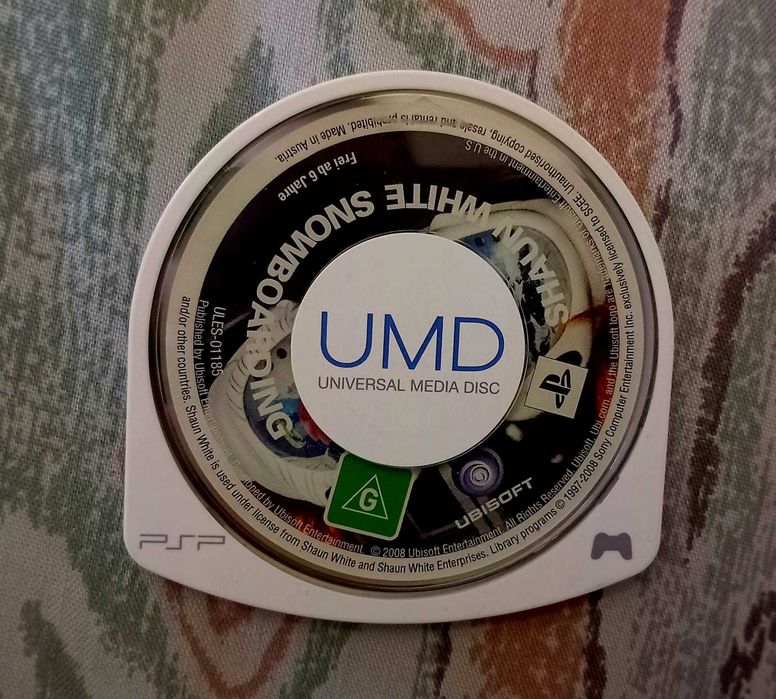 SHAUN WHITE SNOWBOARDING
UMD
UNIVERSAL MEDIA DISC
Frei ab 6 Jahre
ULES-01185
Published by Ubisoft
G
UBISOFT
by Ubisoft Entertainment. © 2008 Ubisoft Entertainment. All Rights Reserved. Ubisoft, Ubi.com, and the Ubisoft logo are
of Ubisoft Entertainment in the U.S
and/or other countries. Shaun White is used under license from Shaun White and Shaun White Enterprises. Library programs © 1997-2008 Sony Computer Entertainment Inc. exclusively licensed to SCEE. Unauthorised copying, resale and rental is prohibited. Made in Austria.
PSP